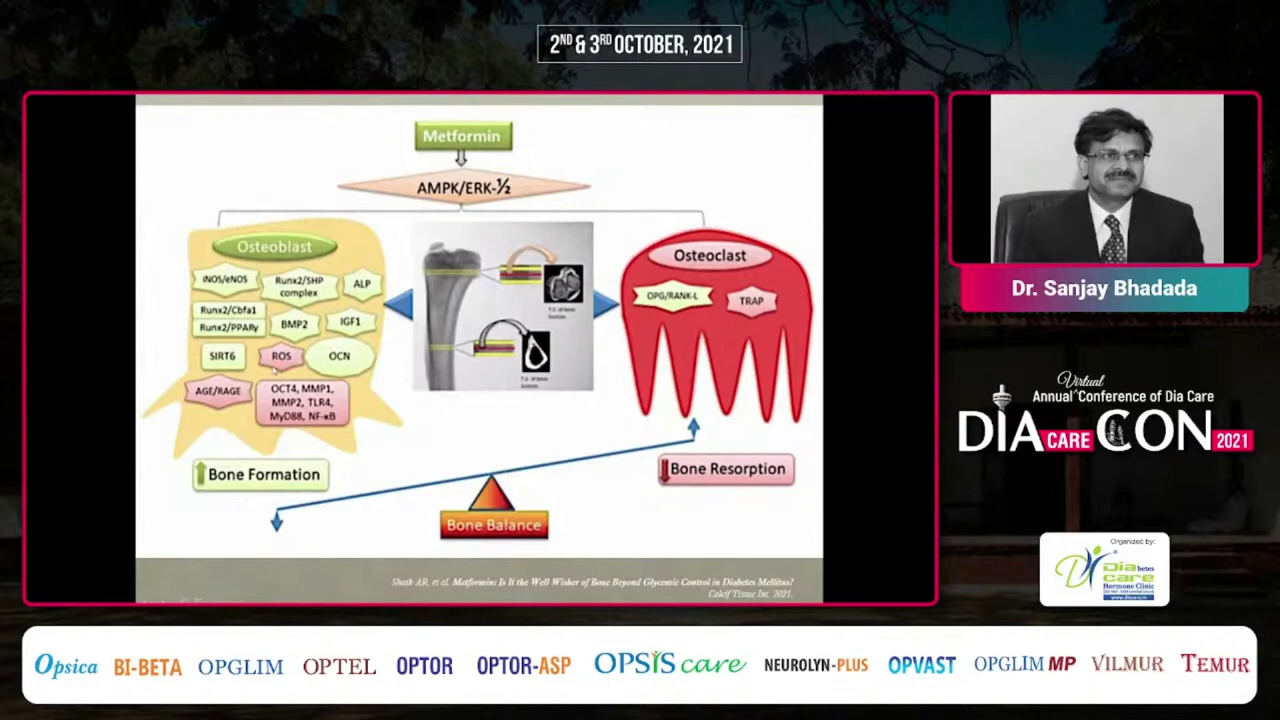 2ND & 3RD OCTOBER, 2021
Metformin
AMPK/ERK-½
Osteoblast
iNOS/eNOS
Runx2/SHP
complex
ALP
Runx2/Cbfa1
Runx2/PPARγ
BMP2
IGF1
SIRT6
ROS
OCN
AGE/RAGE
OCT4, MMP1,
MMP2, TLR4,
MyD88, NF-κB
Osteoclast
OPG/RANK-L
TRAP
Bone Formation
Bone Resorption
Bone Balance
Shaik AR, et al. Metformin: Is It the Well Wisher of Bone Beyond Glycemic Control in Diabetes Mellitus?
Calcif Tissue Int. 2021.
Dr. Sanjay Bhadada
Virtual
Annual ^ Conference of Dia Care
DIA CARE CON 2021
Organized by:
Diabetes
care
Hormone Clinic
Opsica BI-BETA OPGLIM OPTEL OPTOR OPTOR-ASP OPSIS care NEUROLYN-PLUS OPVAST OPGLIM MP VILMUR TEMUR